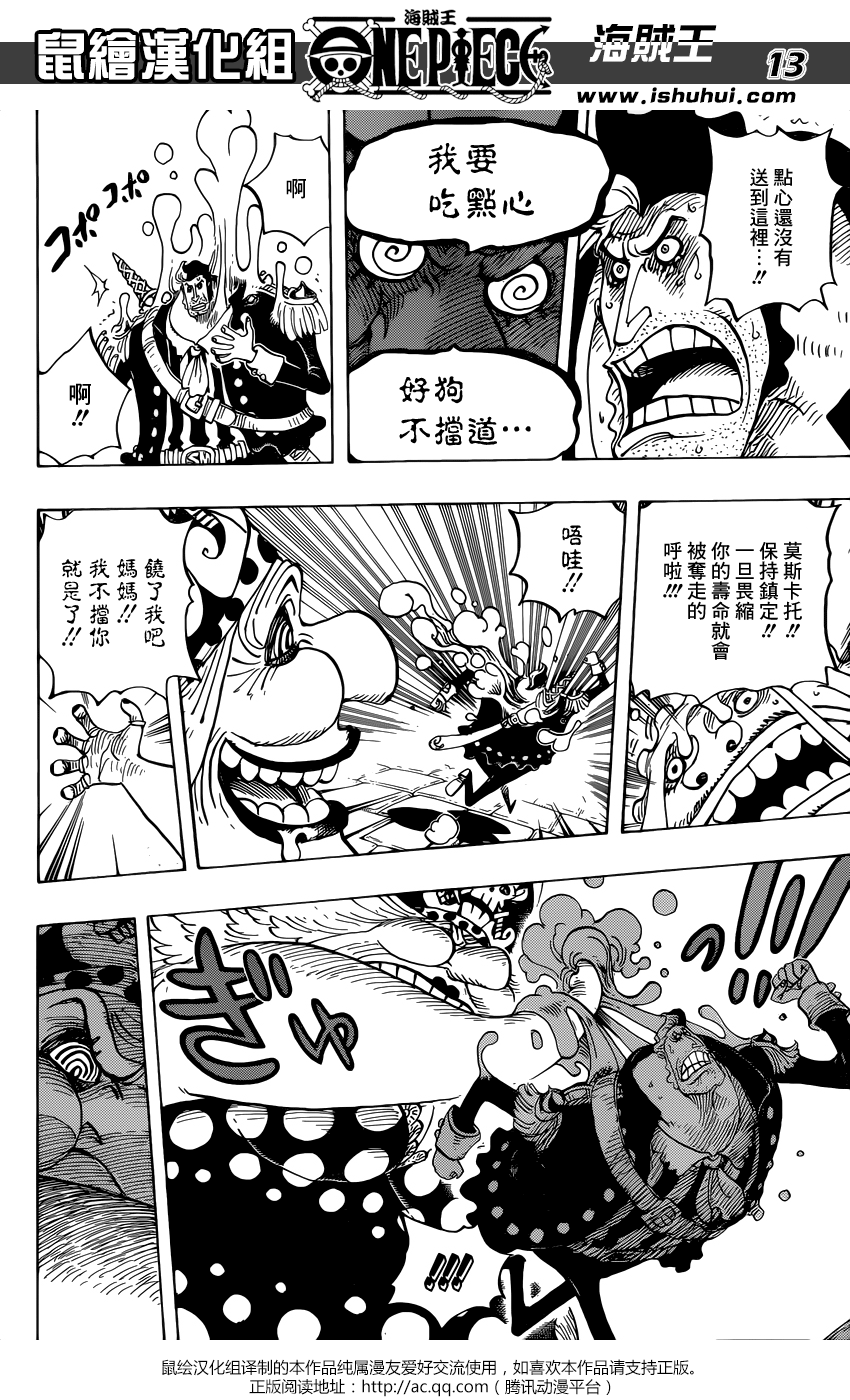 鼠繪漢化組
海賊王
ONE PIECE
海賊王
13
www.ishuhui.com
點心還沒有
送到這裡…!!
我要
吃點心
好狗
不擋道…
啊
コポコポ
啊!!
莫斯卡托!!
保持鎮定!!
一旦畏縮
你的壽命就會
被奪走的
呼啦!!!
唔哇!!
饒了我吧
媽媽!!
我不擋你
就是了!!
ぎゅ
!!!
!!!
鼠绘汉化组译制的本作品纯属漫友爱好交流使用，如喜欢本作品请支持正版。
正版阅读地址：http://ac.qq.com（腾讯动漫平台）